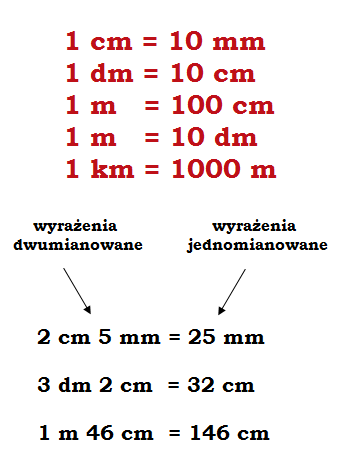 1 cm = 10 mm
1 dm = 10 cm
1 m = 100 cm
1 m = 10 dm
1 km = 1000 m
wyrażenia dwumianowane
wyrażenia jednomianowane
2 cm 5 mm = 25 mm
3 dm 2 cm = 32 cm
1 m 46 cm = 146 cm